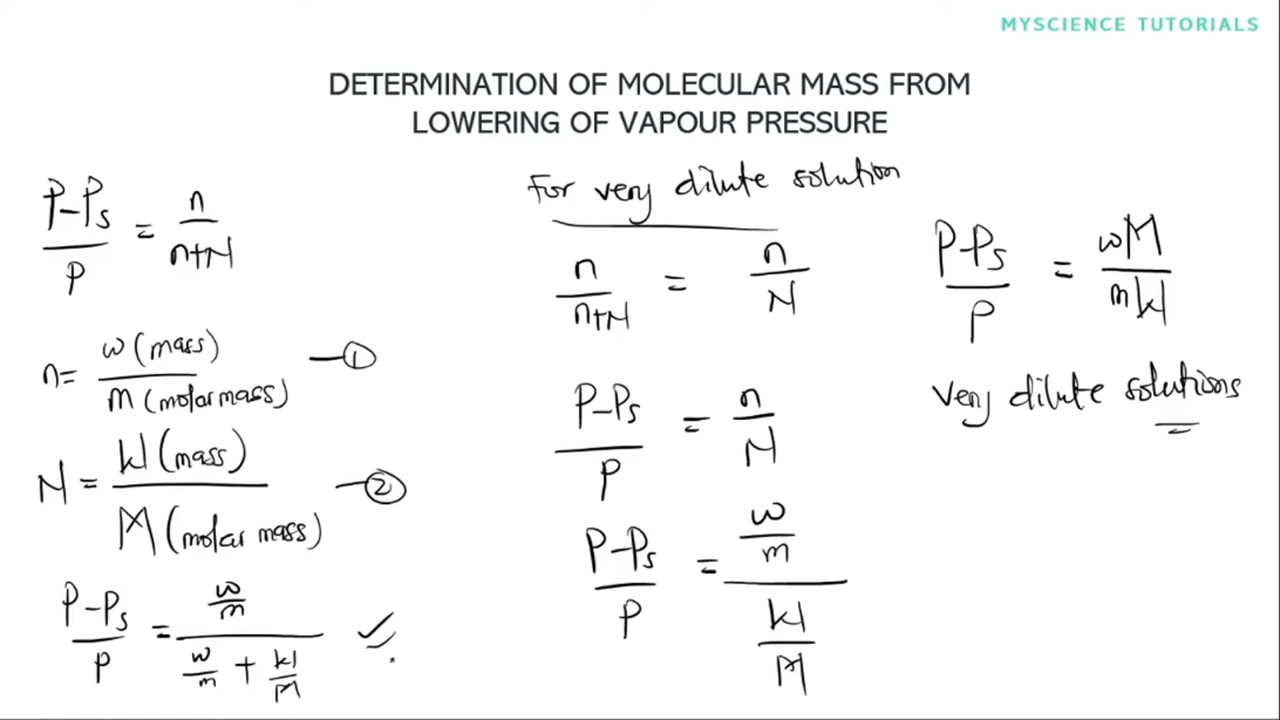 MYSCIENCE TUTORIALS
DETERMINATION OF MOLECULAR MASS FROM
LOWERING OF VAPOUR PRESSURE
(P-Ps)/P = n/(n+N)
n = w (mass)/m (molar mass) —①
N = W (mass)/M (molar mass) —②
(P-Ps)/P = (w/m)/(w/m + W/M) ✓
For very dilute solution
n/(n+N) = n/N
(P-Ps)/P = n/N
(P-Ps)/P = (w/m)/(W/M)
(P-Ps)/P = wM/mW
Very dilute solutions